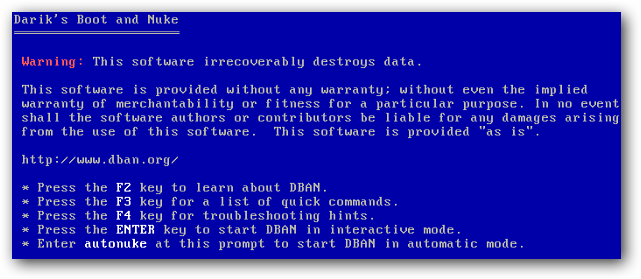 Darik's Boot and Nuke
Warning: This software irrecoverably destroys data.
This software is provided without any warranty; without even the implied
warranty of merchantability or fitness for a particular purpose. In no event
shall the software authors or contributors be liable for any damages arising
from the use of this software.  This software is provided "as is".
http://www.dban.org/
* Press the F2 key to learn about DBAN.
* Press the F3 key for a list of quick commands.
* Press the F4 key for troubleshooting hints.
* Press the ENTER key to start DBAN in interactive mode.
* Enter autonuke at this prompt to start DBAN in automatic mode.